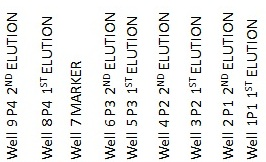 Well 9 P4 2ND ELUTION
Well 8 P4 1ST ELUTION
Well 7 MARKER
Well 6 P3 2ND ELUTION
Well 5 P3 1ST ELUTION
Well 4 P2 2ND ELUTION
Well 3 P2 1ST ELUTION
Well 2 P1 2ND ELUTION
Well 1P1 1ST ELUTION